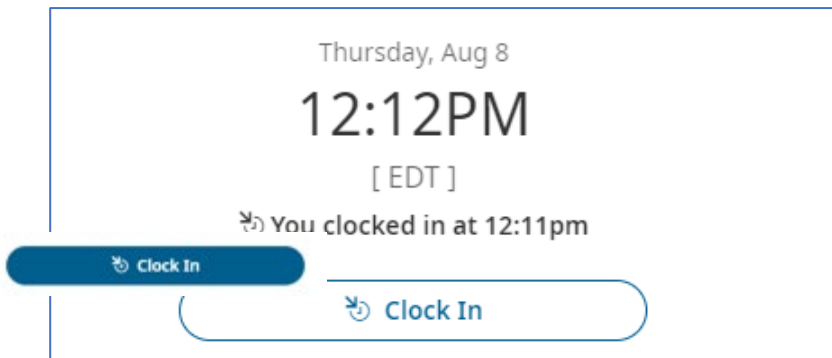 Thursday, Aug 8
12:12PM
[ EDT ]
You clocked in at 12:11pm
Clock In
Clock In